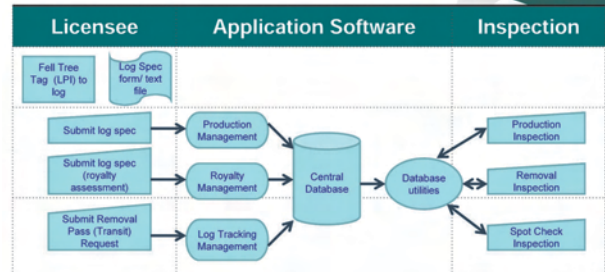 Licensee
Application Software
Inspection
Fell Tree
Tag (LPI) to
log
Log Spec
form/ text
file
Submit log spec
Production
Management
Production
Inspection
Submit log spec
(royalty
assessment)
Royalty
Management
Central
Database
Database
utilities
Removal
Inspection
Submit Removal
Pass (Transit)
Request
Log Tracking
Management
Spot Check
Inspection